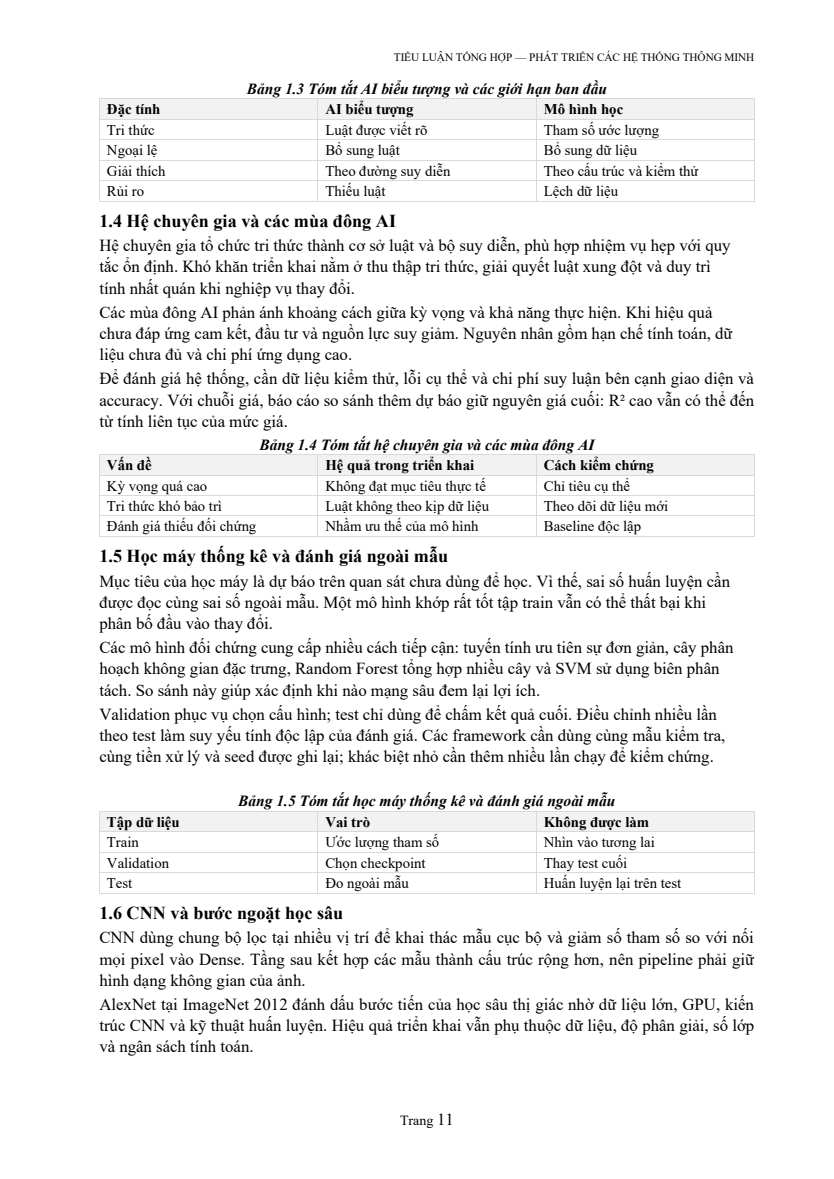 TIỂU LUẬN TỔNG HỢP — PHÁT TRIỂN CÁC HỆ THỐNG THÔNG MINH
Bảng 1.3 Tóm tắt AI biểu tượng và các giới hạn ban đầu
Đặc tính AI biểu tượng Mô hình học
Tri thức Luật được viết rõ Tham số ước lượng
Ngoại lệ Bổ sung luật Bổ sung dữ liệu
Giải thích Theo đường suy diễn Theo cấu trúc và kiểm thử
Rủi ro Thiếu luật Lệch dữ liệu
1.4 Hệ chuyên gia và các mùa đông AI
Hệ chuyên gia tổ chức tri thức thành cơ sở luật và bộ suy diễn, phù hợp nhiệm vụ hẹp với quy
tắc ổn định. Khó khăn triển khai nằm ở thu thập tri thức, giải quyết luật xung đột và duy trì
tính nhất quán khi nghiệp vụ thay đổi.
Các mùa đông AI phản ánh khoảng cách giữa kỳ vọng và khả năng thực hiện. Khi hiệu quả
chưa đáp ứng cam kết, đầu tư và nguồn lực suy giảm. Nguyên nhân gồm hạn chế tính toán, dữ
liệu chưa đủ và chi phí ứng dụng cao.
Để đánh giá hệ thống, cần dữ liệu kiểm thử, lỗi cụ thể và chi phí suy luận bên cạnh giao diện và
accuracy. Với chuỗi giá, báo cáo so sánh thêm dự báo giữ nguyên giá cuối: R² cao vẫn có thể đến
từ tính liên tục của mức giá.
Bảng 1.4 Tóm tắt hệ chuyên gia và các mùa đông AI
Vấn đề Hệ quả trong triển khai Cách kiểm chứng
Kỳ vọng quá cao Không đạt mục tiêu thực tế Chỉ tiêu cụ thể
Tri thức khó bảo trì Luật không theo kịp dữ liệu Theo dõi dữ liệu mới
Đánh giá thiếu đối chứng Nhầm ưu thế của mô hình Baseline độc lập
1.5 Học máy thống kê và đánh giá ngoài mẫu
Mục tiêu của học máy là dự báo trên quan sát chưa dùng để học. Vì thế, sai số huấn luyện cần
được đọc cùng sai số ngoài mẫu. Một mô hình khớp rất tốt tập train vẫn có thể thất bại khi
phân bố đầu vào thay đổi.
Các mô hình đối chứng cung cấp nhiều cách tiếp cận: tuyến tính ưu tiên sự đơn giản, cây phân
hoạch không gian đặc trưng, Random Forest tổng hợp nhiều cây và SVM sử dụng biên phân
tách. So sánh này giúp xác định khi nào mạng sâu đem lại lợi ích.
Validation phục vụ chọn cấu hình; test chỉ dùng để chấm kết quả cuối. Điều chỉnh nhiều lần
theo test làm suy yếu tính độc lập của đánh giá. Các framework cần dùng cùng mẫu kiểm tra,
cùng tiền xử lý và seed được ghi lại; khác biệt nhỏ cần thêm nhiều lần chạy để kiểm chứng.
Bảng 1.5 Tóm tắt học máy thống kê và đánh giá ngoài mẫu
Tập dữ liệu Vai trò Không được làm
Train Ước lượng tham số Nhìn vào tương lai
Validation Chọn checkpoint Thay test cuối
Test Đo ngoài mẫu Huấn luyện lại trên test
1.6 CNN và bước ngoặt học sâu
CNN dùng chung bộ lọc tại nhiều vị trí để khai thác mẫu cục bộ và giảm số tham số so với nối
mọi pixel vào Dense. Tầng sau kết hợp các mẫu thành cấu trúc rộng hơn, nên pipeline phải giữ
hình dạng không gian của ảnh.
AlexNet tại ImageNet 2012 đánh dấu bước tiến của học sâu thị giác nhờ dữ liệu lớn, GPU, kiến
trúc CNN và kỹ thuật huấn luyện. Hiệu quả triển khai vẫn phụ thuộc dữ liệu, độ phân giải, số lớp
và ngân sách tính toán.
Trang 11